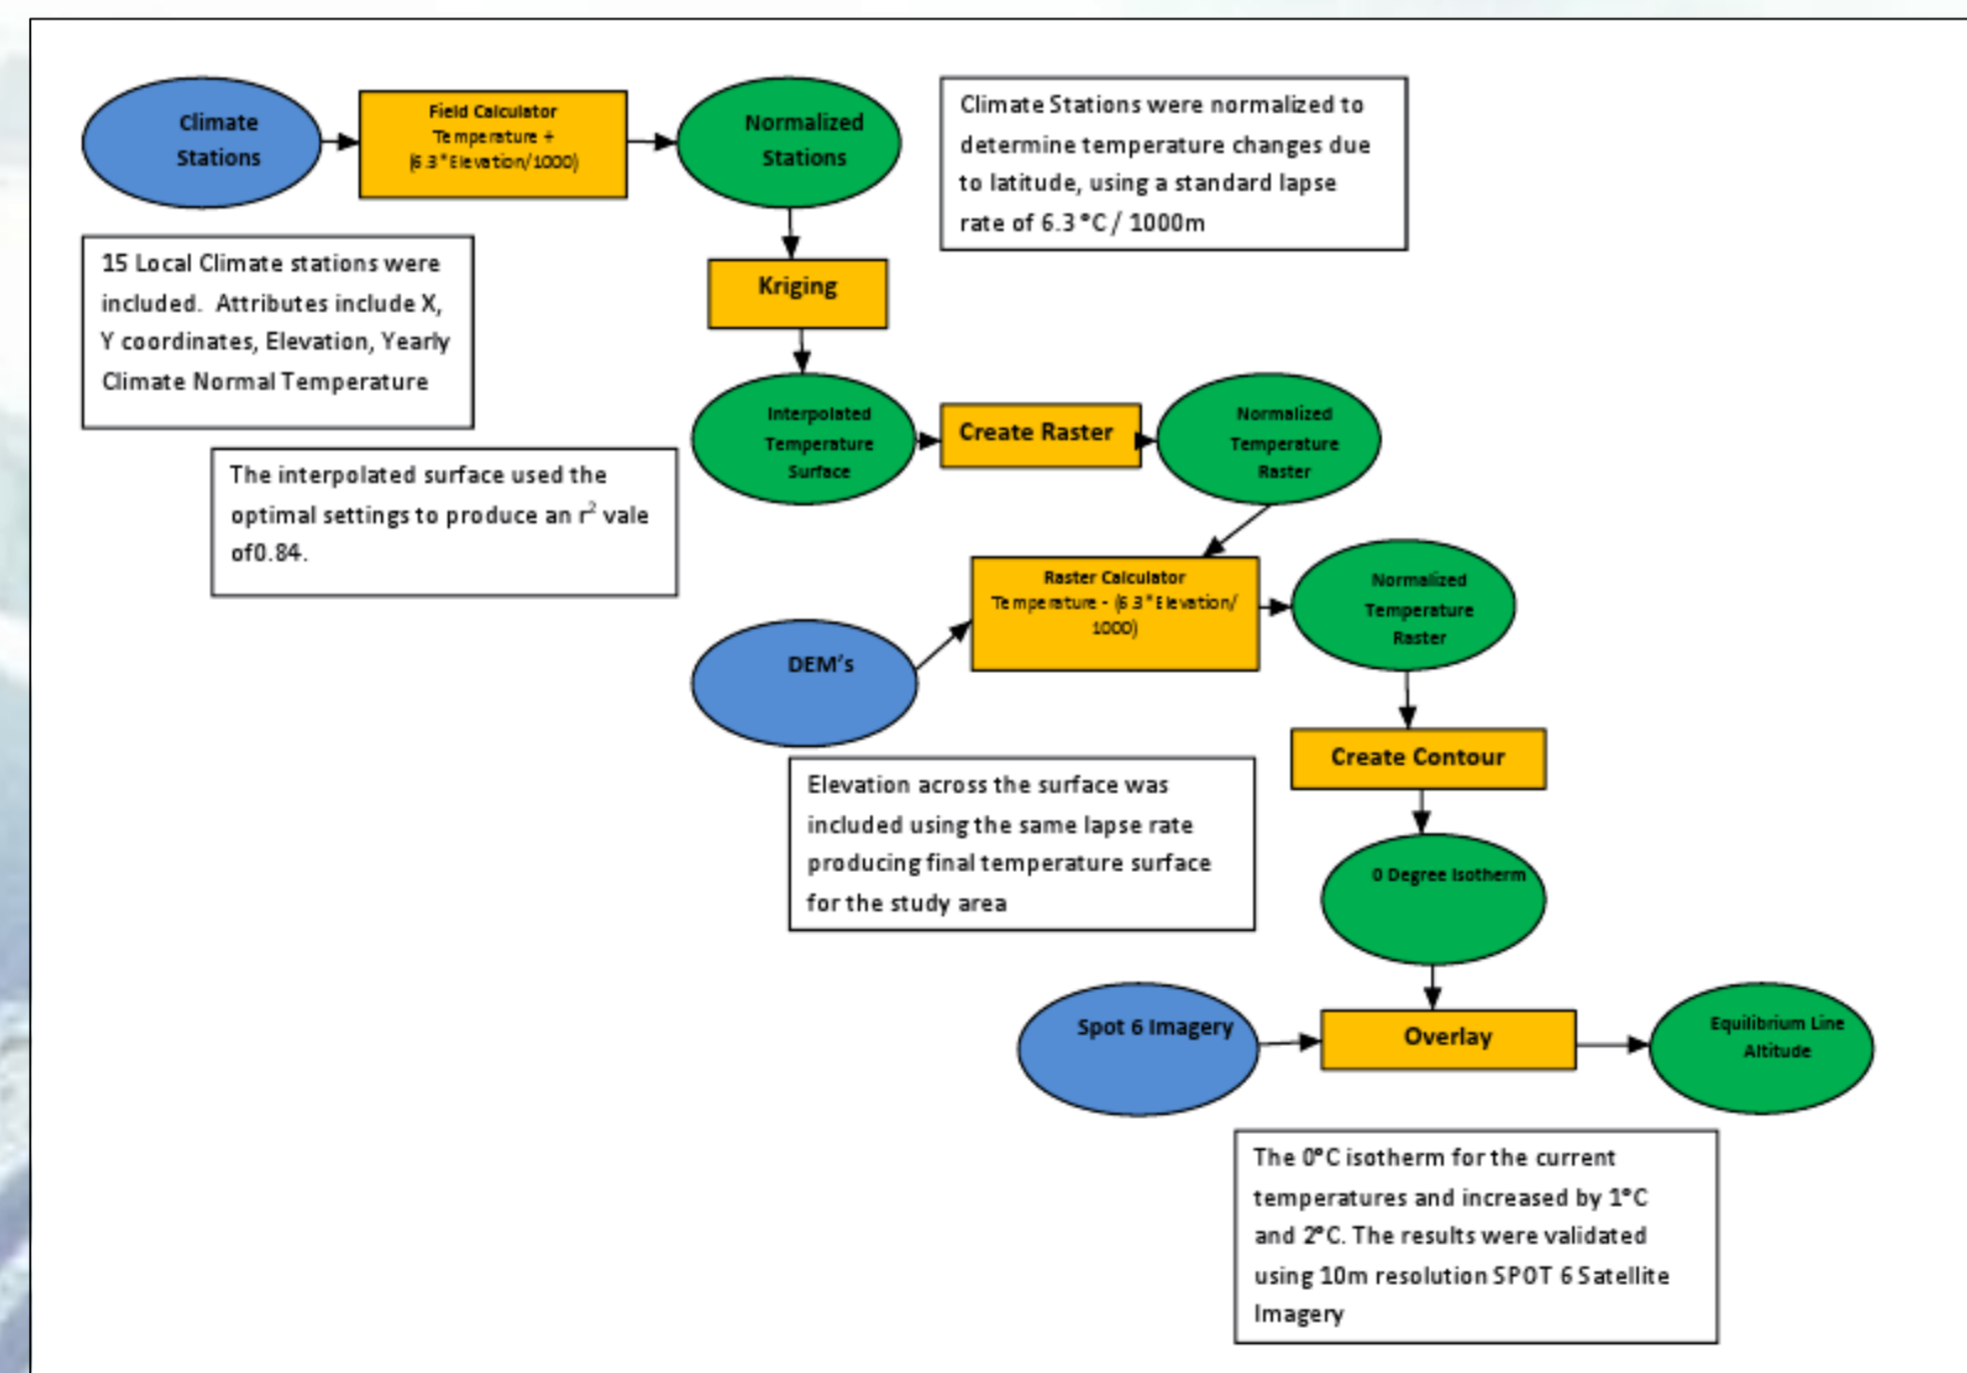 Climate
Stations
Field Calculator
Temperature +
(6.3*Elevation/1000)
Normalized
Stations
Climate Stations were normalized to
determine temperature changes due
to latitude, using a standard lapse
rate of 6.3°C / 1000m
15 Local Climate stations were
included.  Attributes include X,
Y coordinates, Elevation, Yearly
Climate Normal Temperature
Kriging
Interpolated
Temperature
Surface
Create Raster
Normalized
Temperature
Raster
The interpolated surface used the
optimal settings to produce an r² vale
of0.84.
Raster Calculator
Temperature - (6.3*Elevation/
1000)
Normalized
Temperature
Raster
DEM's
Create Contour
Elevation across the surface was
included using the same lapse rate
producing final temperature surface
for the study area
0 Degree Isotherm
Spot 6 Imagery
Overlay
Equilibrium Line
Altitude
The 0°C isotherm for the current
temperatures and increased by 1°C
and 2°C. The results were validated
using 10m resolution SPOT 6 Satellite
Imagery